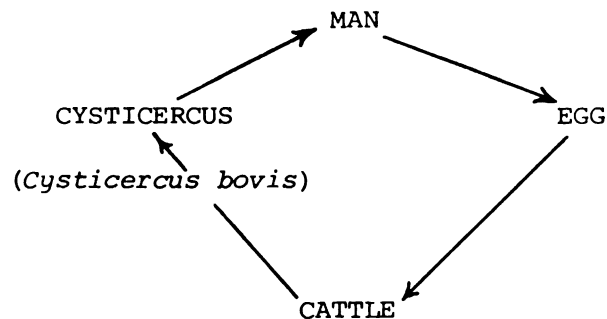 MAN
CYSTICERCUS
EGG
(Cysticercus bovis)
CATTLE